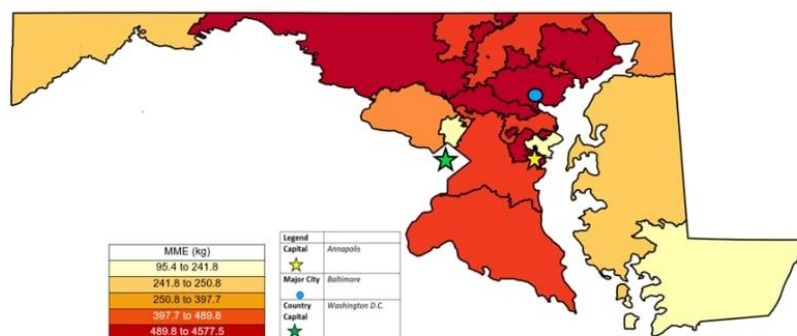 MME (kg)
95.4 to 241.8
241.8 to 250.8
250.8 to 397.7
397.7 to 489.8
489.8 to 4577.5
Legend
Capital Annapolis
Major City Baltimore
Country Capital Washington D.C.